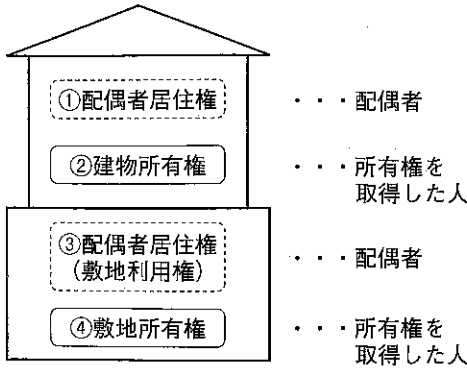 ①配偶者居住権 ・・・配偶者
②建物所有権 ・・・所有権を
取得した人
③配偶者居住権
(敷地利用権) ・・・配偶者
④敷地所有権 ・・・所有権を
取得した人